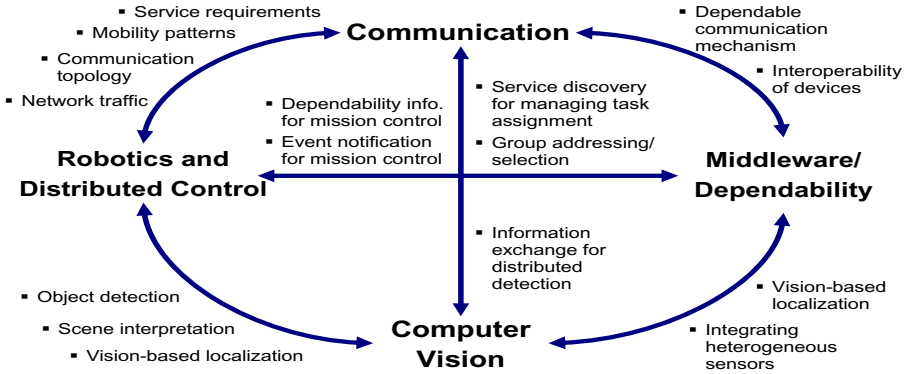 ▪ Service requirements
▪ Mobility patterns
▪ Communication
topology
▪ Network traffic
Communication
▪ Dependable
communication
mechanism
▪ Interoperability
of devices
▪ Dependability info.
for mission control
▪ Event notification
for mission control
▪ Service discovery
for managing task
assignment
▪ Group addressing/
selection
Robotics and
Distributed Control
Middleware/
Dependability
▪ Information
exchange for
distributed
detection
▪ Object detection
▪ Scene interpretation
▪ Vision-based localization
Computer
Vision
▪ Vision-based
localization
▪ Integrating
heterogeneous
sensors